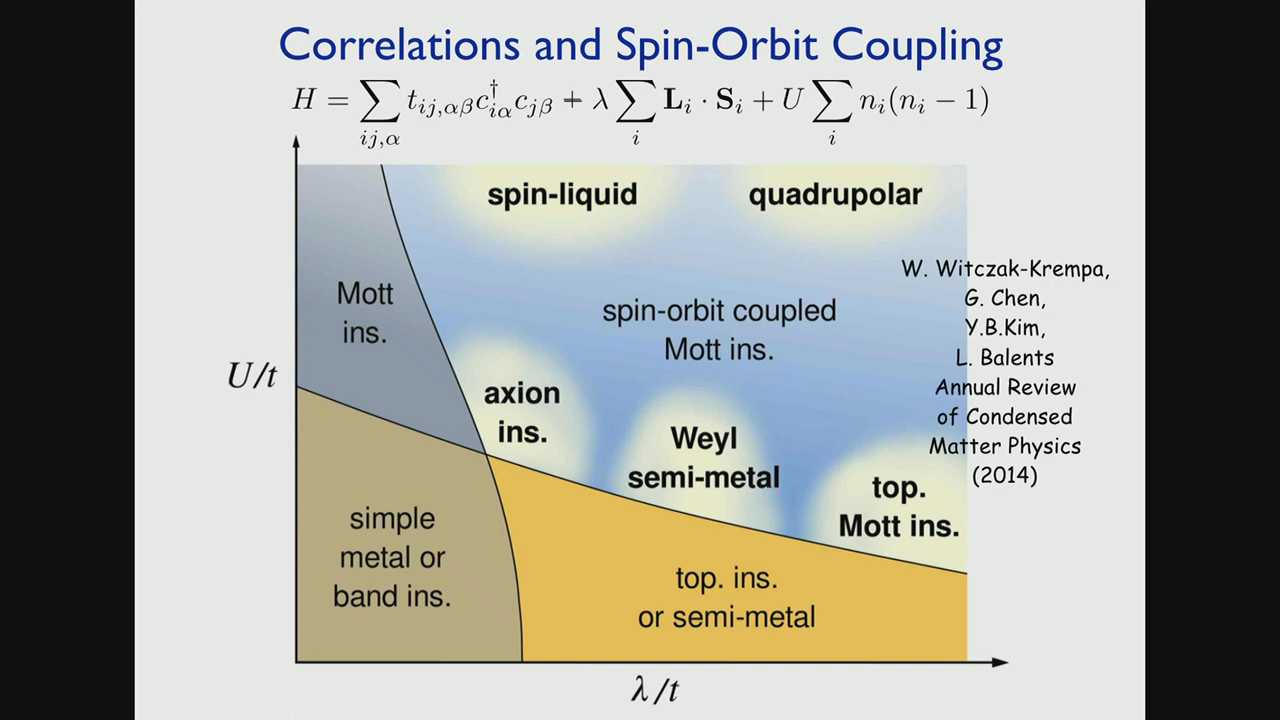 Correlations and Spin-Orbit Coupling
H = ∑_{ij,α} t_{ij,αβ} c†_{iα} c_{jβ} + λ ∑_i L_i · S_i + U ∑_i n_i(n_i − 1)
spin-liquid
quadrupolar
W. Witczak-Krempa,
G. Chen,
Y.B.Kim,
L. Balents
Annual Review
of Condensed
Matter Physics
(2014)
Mott
ins.
spin-orbit coupled
Mott ins.
U/t
axion
ins.
Weyl
semi-metal
top.
Mott ins.
simple
metal or
band ins.
top. ins.
or semi-metal
λ/t